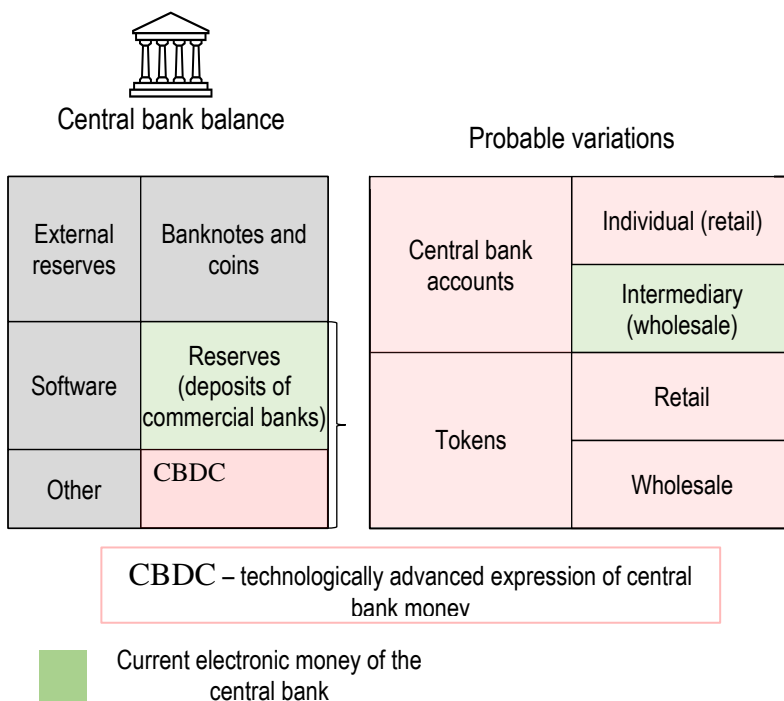 Central bank balance
Probable variations
External
reserves
Banknotes and
coins
Software
Reserves
(deposits of
commercial banks)
Other
CBDC
Central bank
accounts
Individual (retail)
Intermediary
(wholesale)
Tokens
Retail
Wholesale
CBDC – technologically advanced expression of central
bank money
Current electronic money of the
central bank